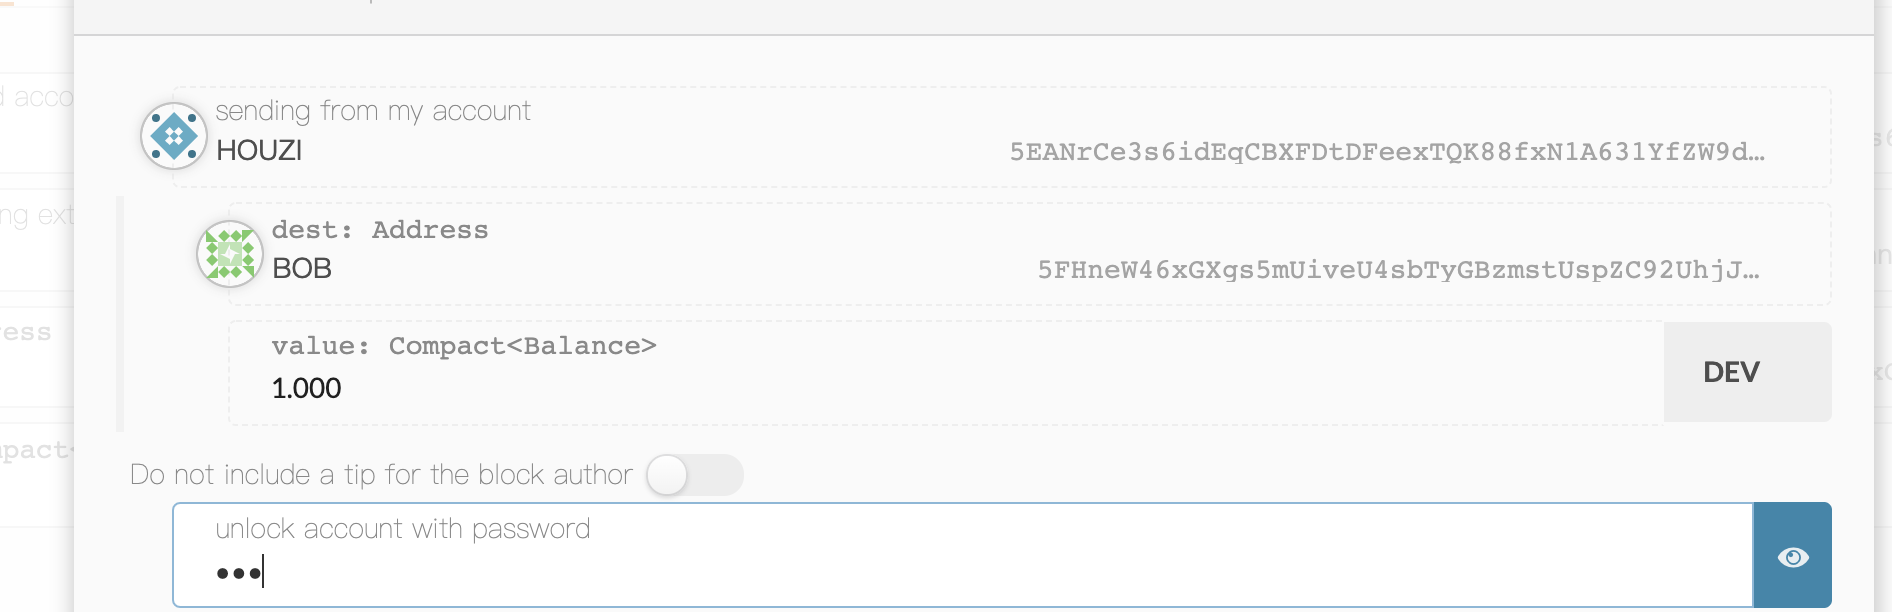 sending from my account
HOUZI
5EANrCe3s6idEqCBXFDtDFeexTQK88fxN1A631YfZW9d…
dest: Address
BOB
5FHneW46xGXgs5mUiveU4sbTyGBzmstUspZC92UhjJ…
value: Compact<Balance>
1.000
DEV
Do not include a tip for the block author
unlock account with password